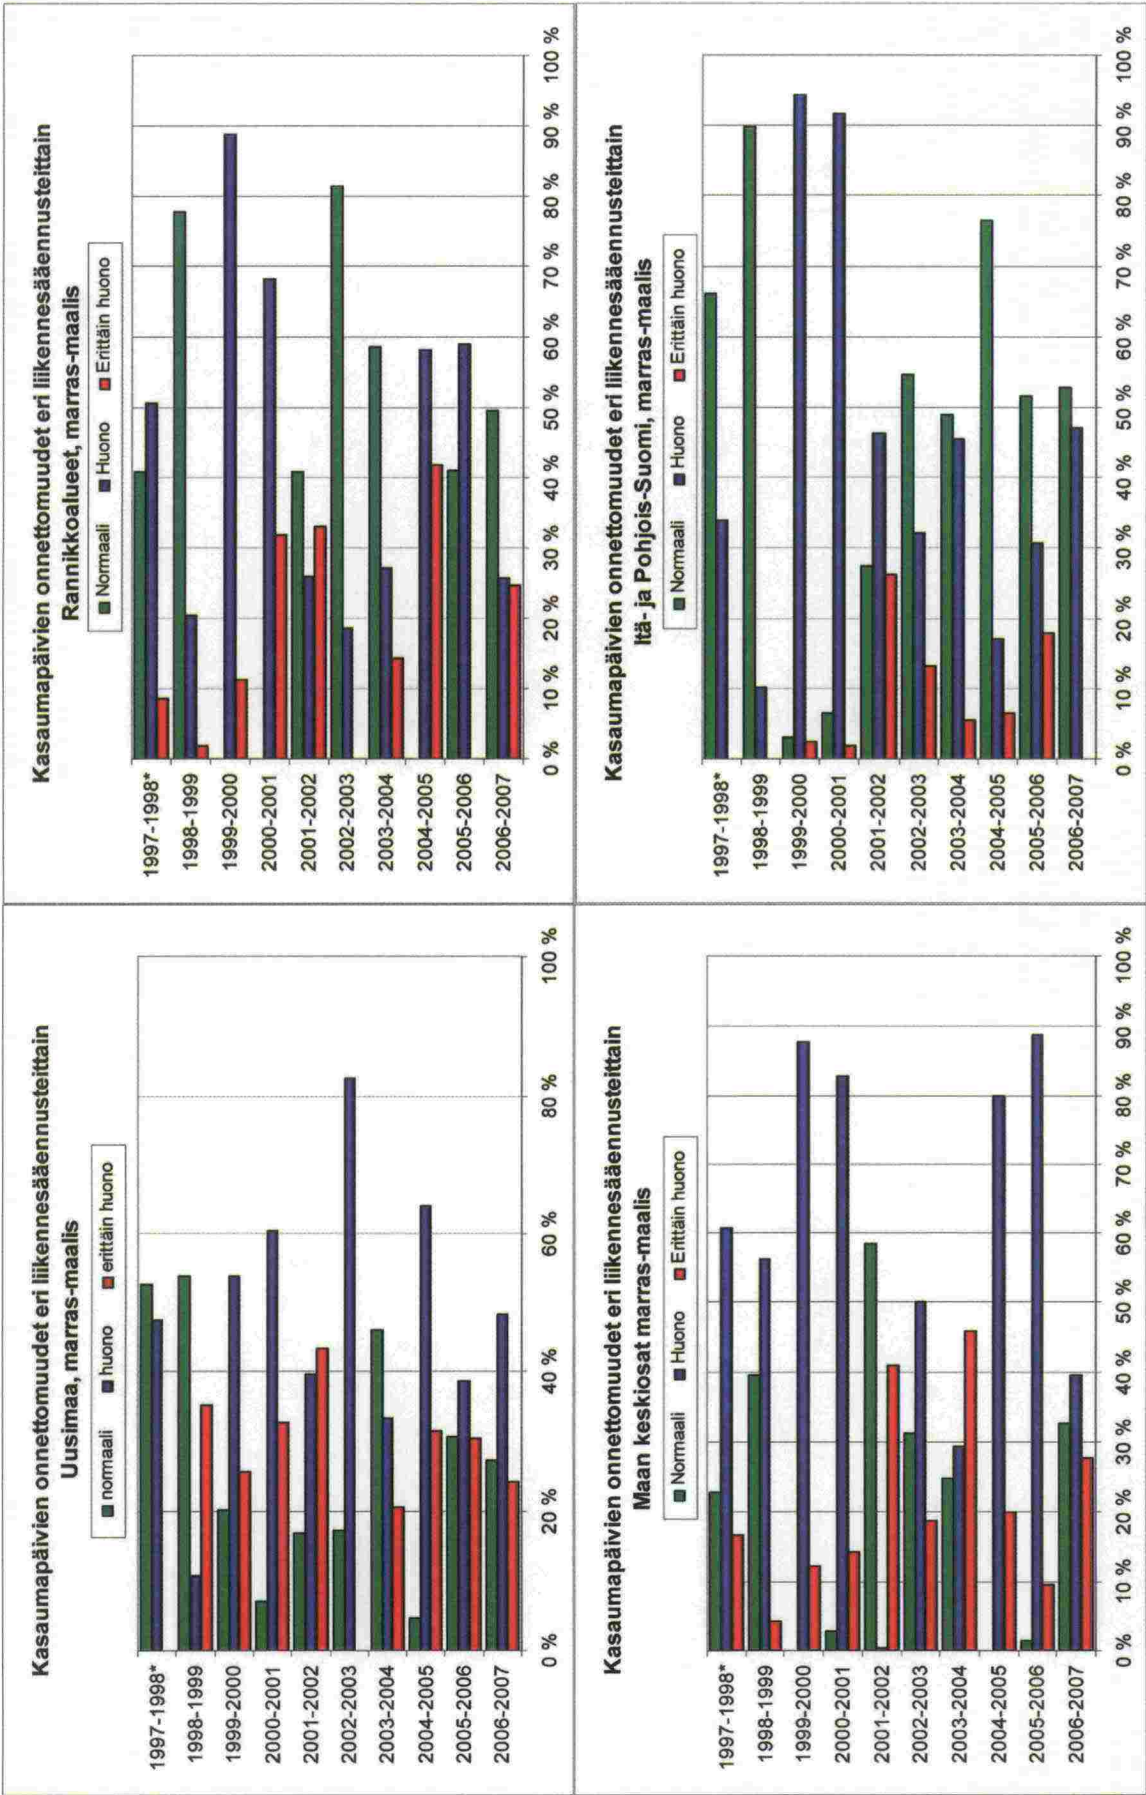 Kasaumapäivien onnettomuudet eri liikennesääennusteittain
Uusimaa, marras-maalis
normaali huono erittäin huono
1997-1998*
1998-1999
1999-2000
2000-2001
2001-2002
2002-2003
2003-2004
2004-2005
2005-2006
2006-2007
0 % 20 % 40 % 60 % 80 % 100 %
Kasaumapäivien onnettomuudet eri liikennesääennusteittain
Rannikkoalueet, marras-maalis
Normaali Huono Erittäin huono
1997-1998*
1998-1999
1999-2000
2000-2001
2001-2002
2002-2003
2003-2004
2004-2005
2005-2006
2006-2007
0 % 10 % 20 % 30 % 40 % 50 % 60 % 70 % 80 % 90 % 100 %
Kasaumapäivien onnettomuudet eri liikennesääennusteittain
Maan keskiosat marras-maalis
Normaali Huono Erittäin huono
1997-1998*
1998-1999
1999-2000
2000-2001
2001-2002
2002-2003
2003-2004
2004-2005
2005-2006
2006-2007
0 % 10 % 20 % 30 % 40 % 50 % 60 % 70 % 80 % 90 % 100 %
Kasaumapäivien onnettomuudet eri liikennesääennusteittain
Itä- ja Pohjois-Suomi, marras-maalis
Normaali Huono Erittäin huono
1997-1998*
1998-1999
1999-2000
2000-2001
2001-2002
2002-2003
2003-2004
2004-2005
2005-2006
2006-2007
0 % 10 % 20 % 30 % 40 % 50 % 60 % 70 % 80 % 90 % 100 %